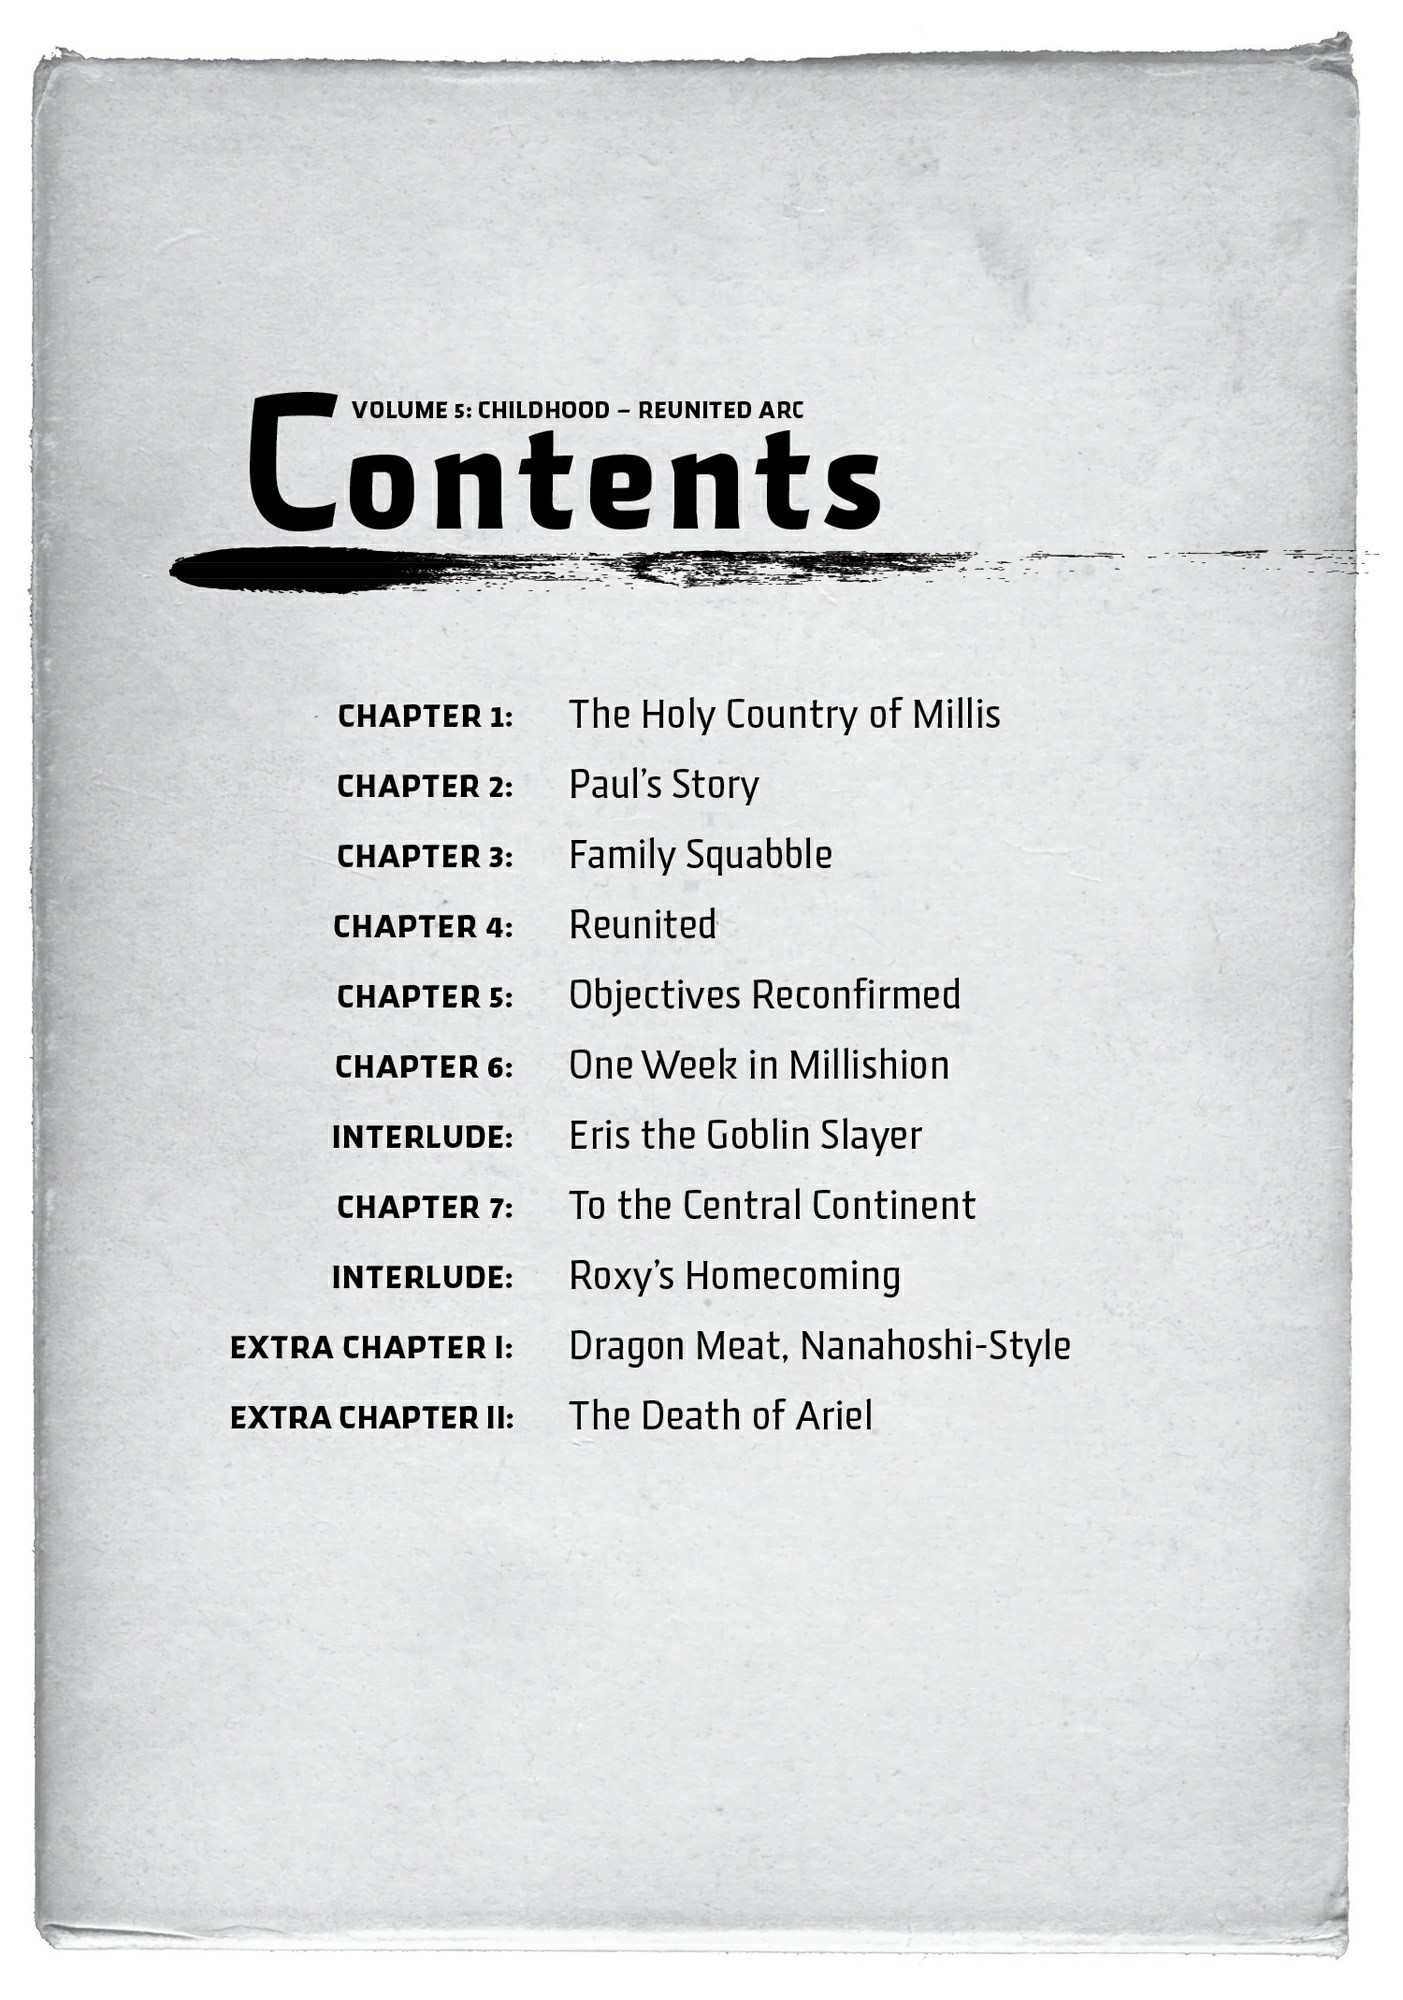 VOLUME 5: CHILDHOOD – REUNITED ARC
Contents
CHAPTER 1: The Holy Country of Millis
CHAPTER 2: Paul’s Story
CHAPTER 3: Family Squabble
CHAPTER 4: Reunited
CHAPTER 5: Objectives Reconfirmed
CHAPTER 6: One Week in Millishion
INTERLUDE: Eris the Goblin Slayer
CHAPTER 7: To the Central Continent
INTERLUDE: Roxy’s Homecoming
EXTRA CHAPTER I: Dragon Meat, Nanahoshi-Style
EXTRA CHAPTER II: The Death of Ariel